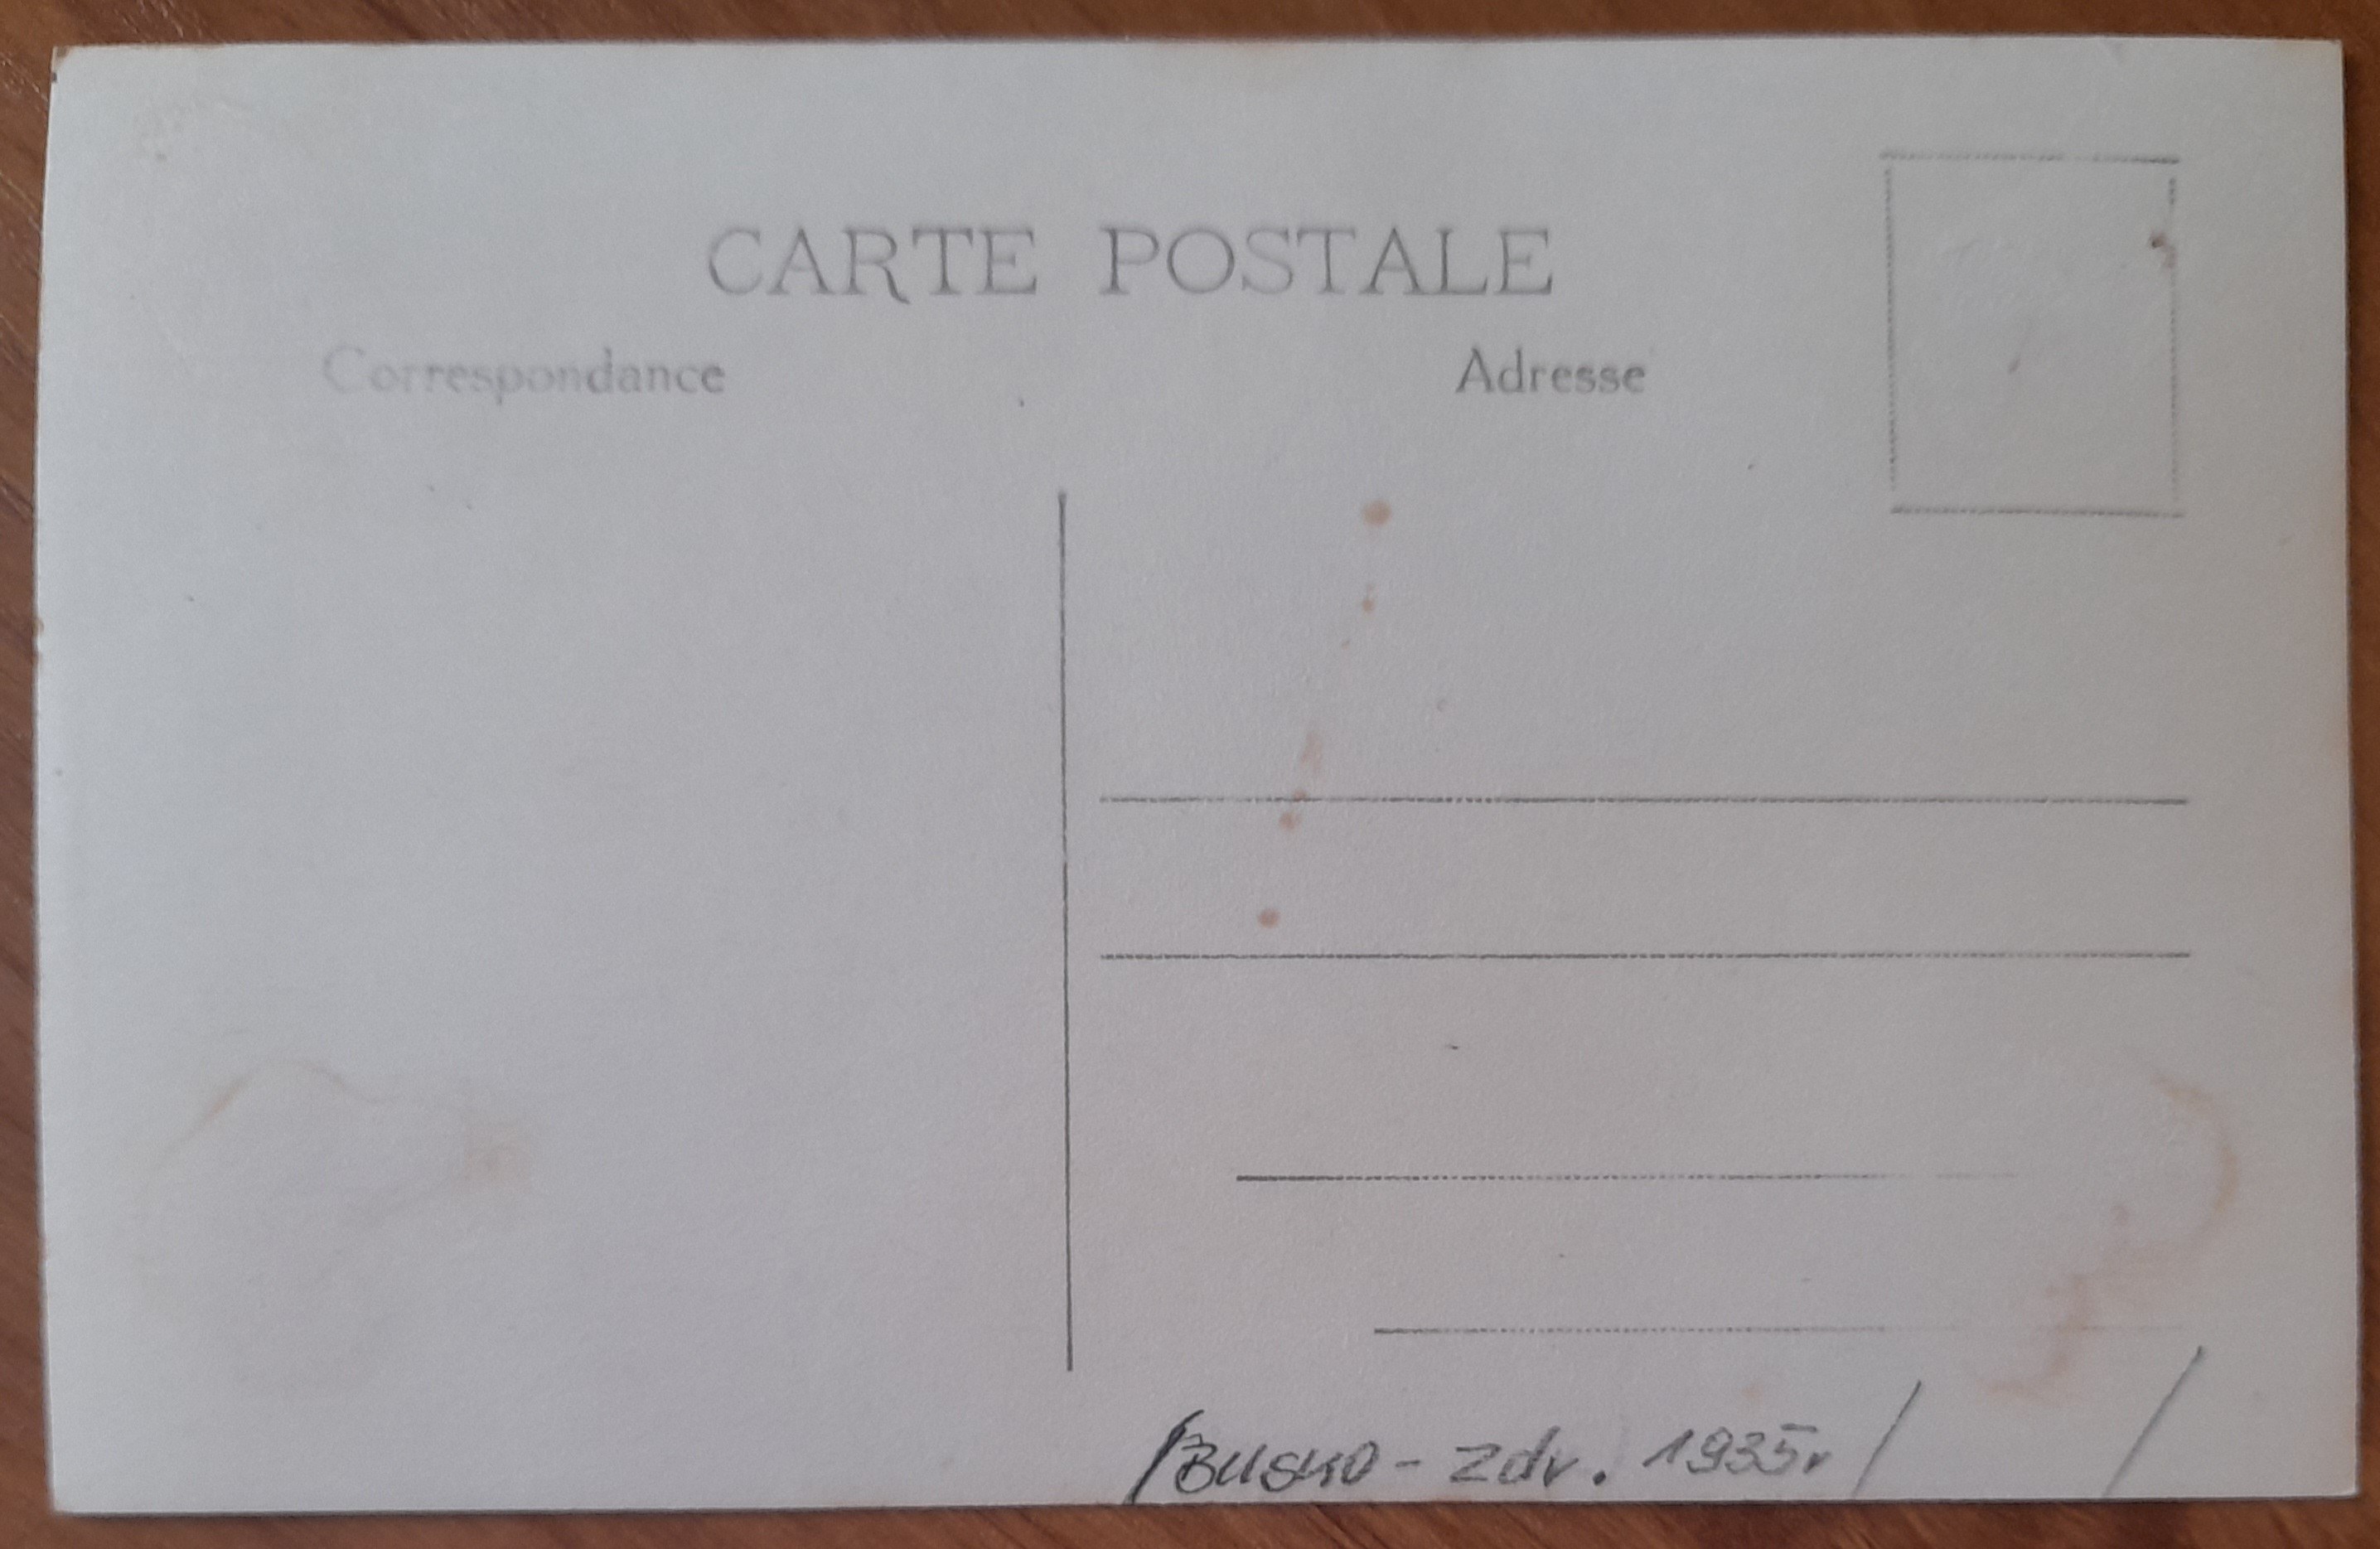 CARTE POSTALE
Correspondance
Adresse
/Busko - Zdr. 1935r / /